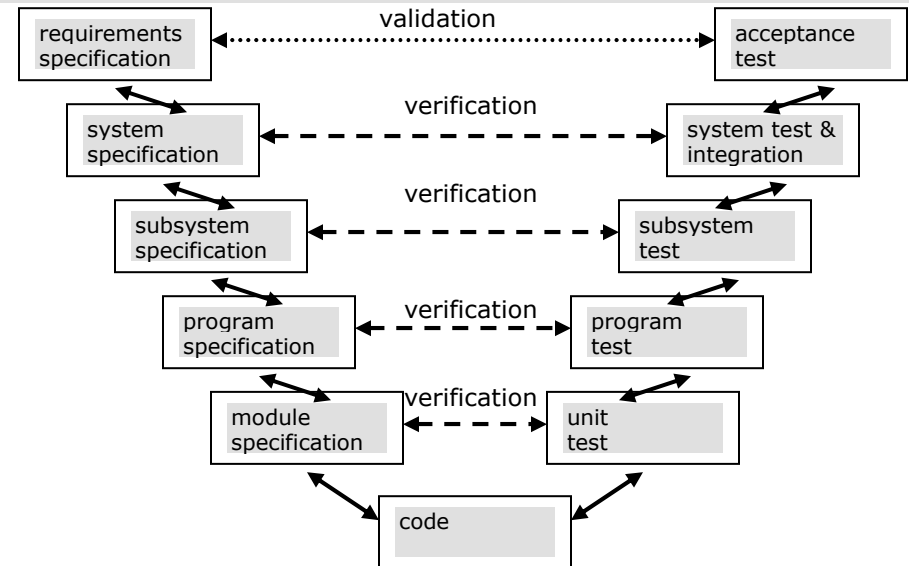 validation
requirements
specification
acceptance
test
verification
system
specification
system test &
integration
verification
subsystem
specification
subsystem
test
verification
program
specification
program
test
verification
module
specification
unit
test
code